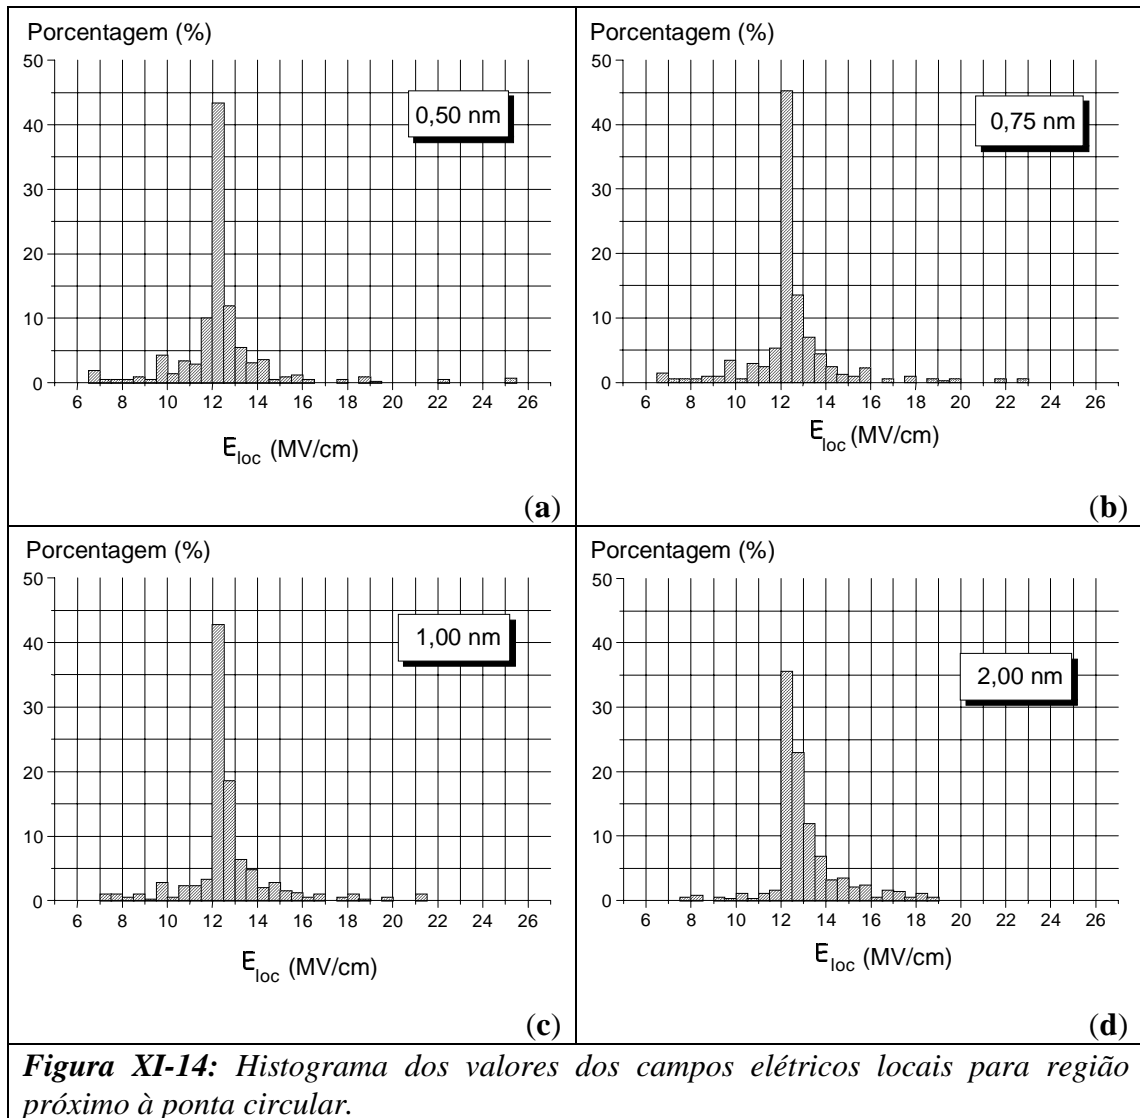 Porcentagem (%)
50
40
30
20
10
0
0,50 nm
6 8 10 12 14 16 18 20 22 24 26
E_loc (MV/cm)
(a)
Porcentagem (%)
50
40
30
20
10
0
0,75 nm
6 8 10 12 14 16 18 20 22 24 26
E_loc (MV/cm)
(b)
Porcentagem (%)
50
40
30
20
10
0
1,00 nm
6 8 10 12 14 16 18 20 22 24 26
E_loc (MV/cm)
(c)
Porcentagem (%)
50
40
30
20
10
0
2,00 nm
6 8 10 12 14 16 18 20 22 24 26
E_loc (MV/cm)
(d)
Figura XI-14: Histograma dos valores dos campos elétricos locais para região
próximo à ponta circular.